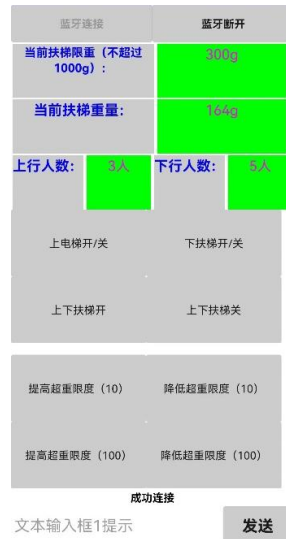 蓝牙连接 蓝牙断开
当前扶梯限重（不超过
1000g）:
300g
当前扶梯重量:
164g
上行人数: 3人 下行人数: 5人
上电梯开/关 下扶梯开/关
上下扶梯开 上下扶梯关
提高超重限度（10） 降低超重限度（10）
提高超重限度（100） 降低超重限度（100）
成功连接
文本输入框1提示 发送